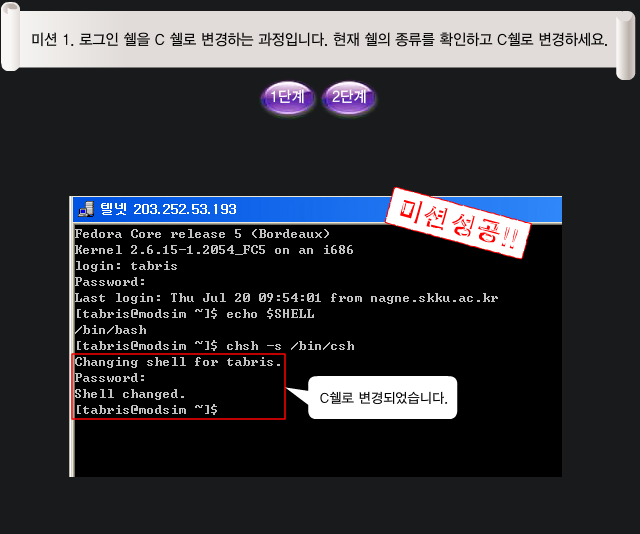 미션 1. 로그인 쉘을 C 쉘로 변경하는 과정입니다. 현재 쉘의 종류를 확인하고 C쉘로 변경하세요.
1단계
2단계
텔넷 203.252.53.193
미션성공!!
Fedora Core release 5 (Bordeaux)
Kernel 2.6.15-1.2054_FC5 on an i686
login: tabris
Password:
Last login: Thu Jul 20 09:54:01 from nagne.skku.ac.kr
[tabris@modsim ~]$ echo $SHELL
/bin/bash
[tabris@modsim ~]$ chsh -s /bin/csh
Changing shell for tabris.
Password:
Shell changed.
[tabris@modsim ~]$
C쉘로 변경되었습니다.